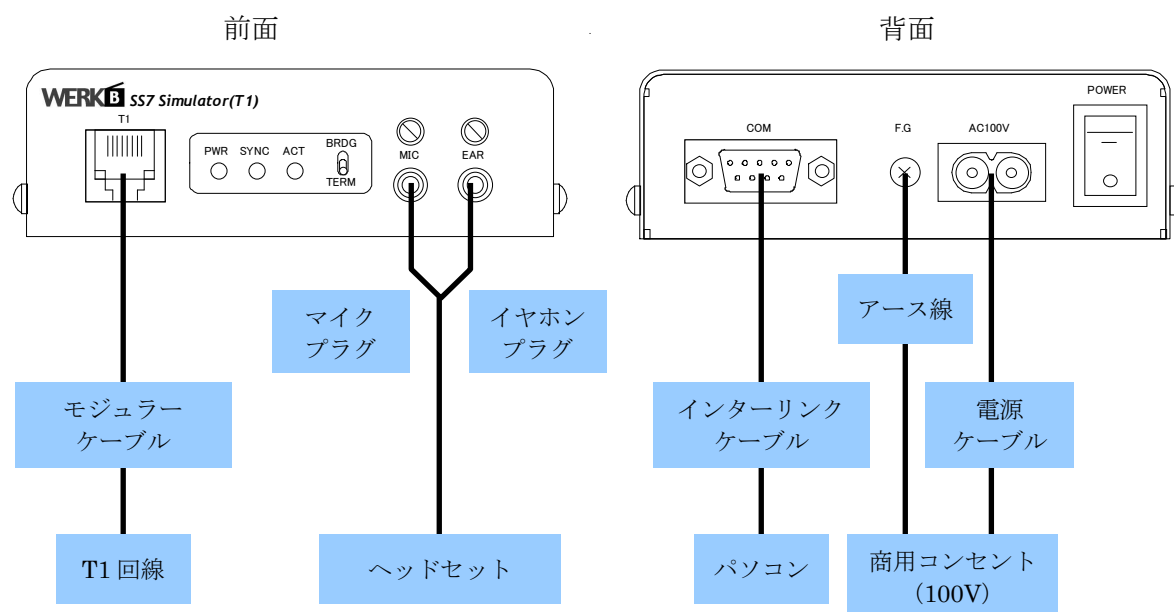 前面
背面
WERK B SS7 Simulator(T1)
T1
PWR SYNC ACT
BRDG
TERM
MIC
EAR
COM
F.G
AC100V
POWER
マイク
プラグ
イヤホン
プラグ
モジュラー
ケーブル
T1 回線
ヘッドセット
アース線
インターリンク
ケーブル
電源
ケーブル
パソコン
商用コンセント
（100V）